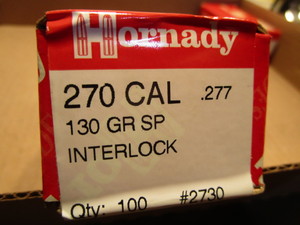 Hornady
270 CAL .277
130 GR SP
INTERLOCK
Qty: 100 #2730